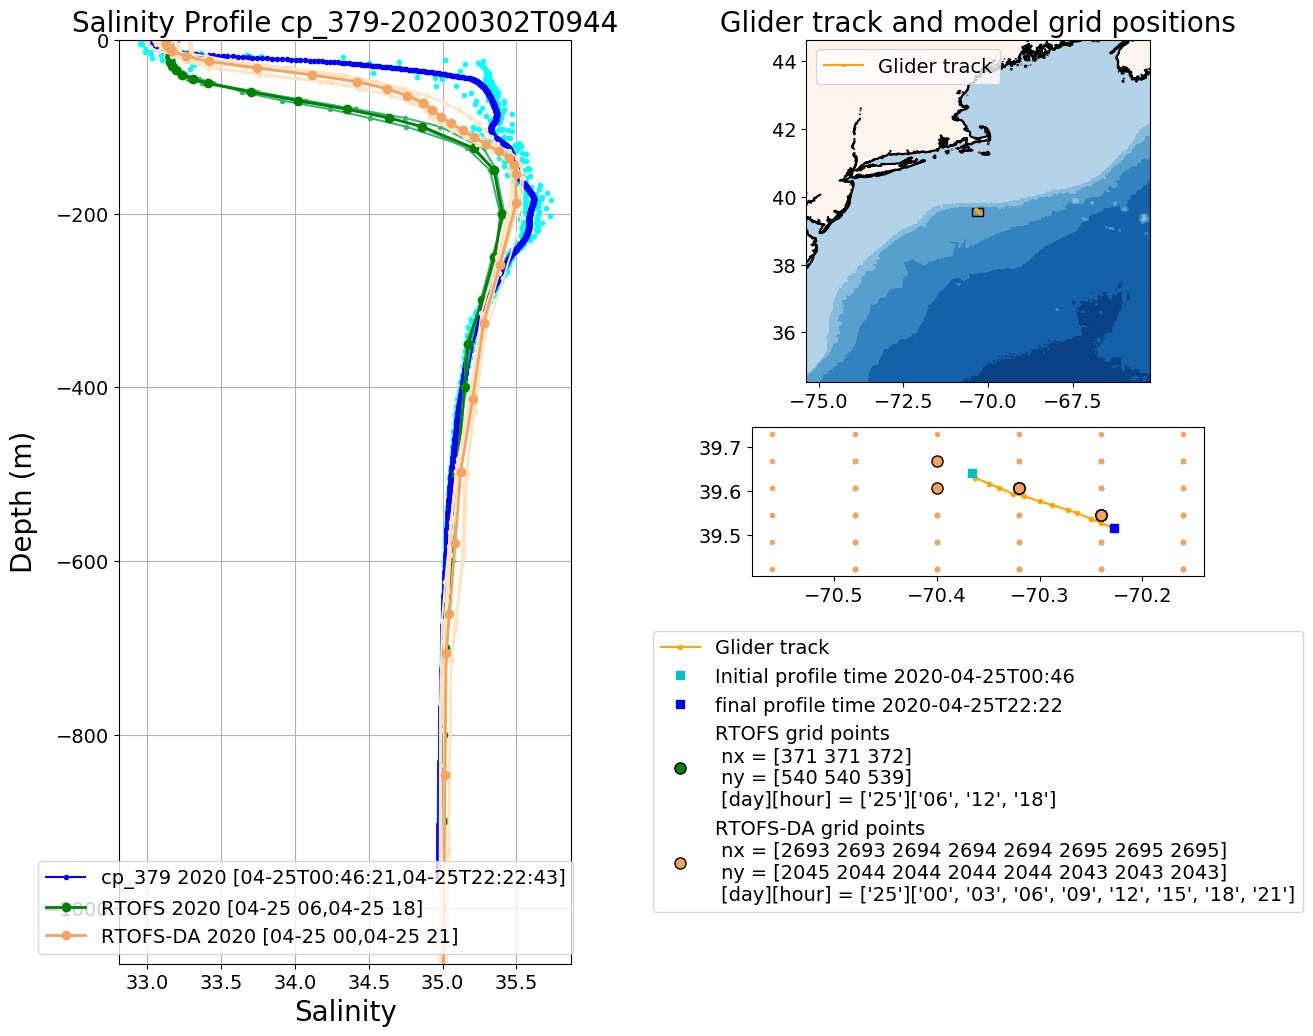 Salinity Profile cp_379-20200302T0944
0
−200
−400
−600
−800
−1000
Depth (m)
33.0 33.5 34.0 34.5 35.0 35.5
Salinity
cp_379 2020 [04-25T00:46:21,04-25T22:22:43]
RTOFS 2020 [04-25 06,04-25 18]
RTOFS-DA 2020 [04-25 00,04-25 21]
Glider track and model grid positions
Glider track
44
42
40
38
36
−75.0 −72.5 −70.0 −67.5
39.7
39.6
39.5
−70.5 −70.4 −70.3 −70.2
Glider track
Initial profile time 2020-04-25T00:46
final profile time 2020-04-25T22:22
RTOFS grid points
nx = [371 371 372]
ny = [540 540 539]
[day][hour] = ['25']['06', '12', '18']
RTOFS-DA grid points
nx = [2693 2693 2694 2694 2694 2695 2695 2695]
ny = [2045 2044 2044 2044 2044 2043 2043 2043]
[day][hour] = ['25']['00', '03', '06', '09', '12', '15', '18', '21']